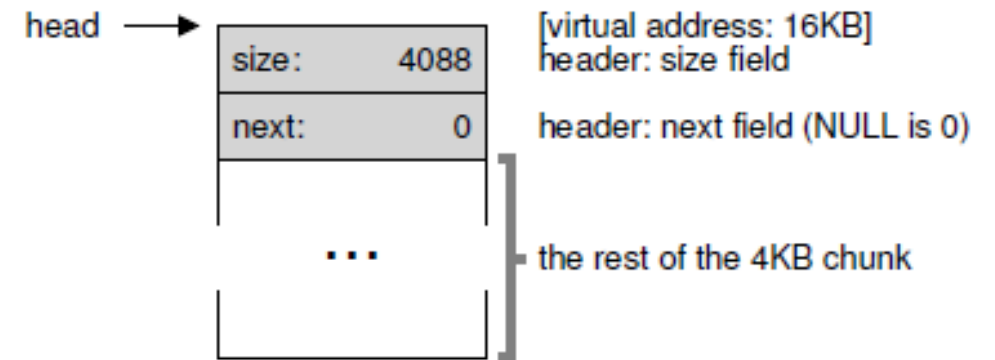 head
[virtual address: 16KB]
size: 4088
header: size field
next: 0
header: next field (NULL is 0)
...
the rest of the 4KB chunk